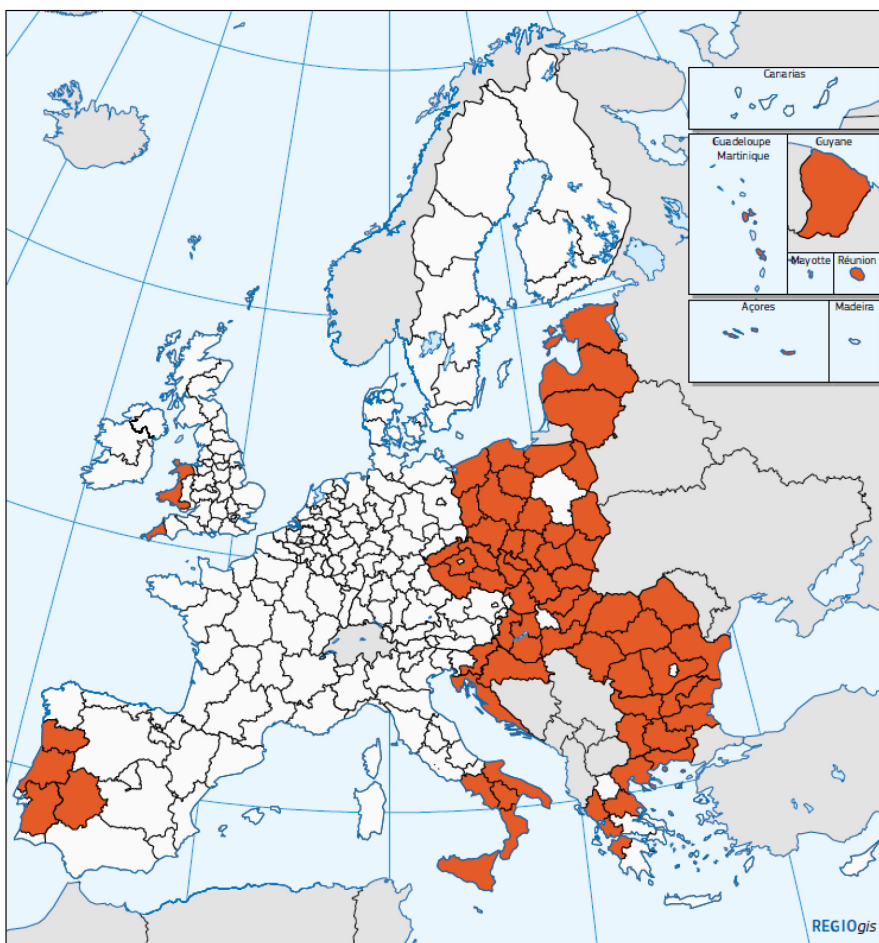 Canarias
Guadeloupe
Martinique
Guyane
Mayotte
Réunion
Açores
Madeira
REGIOgis